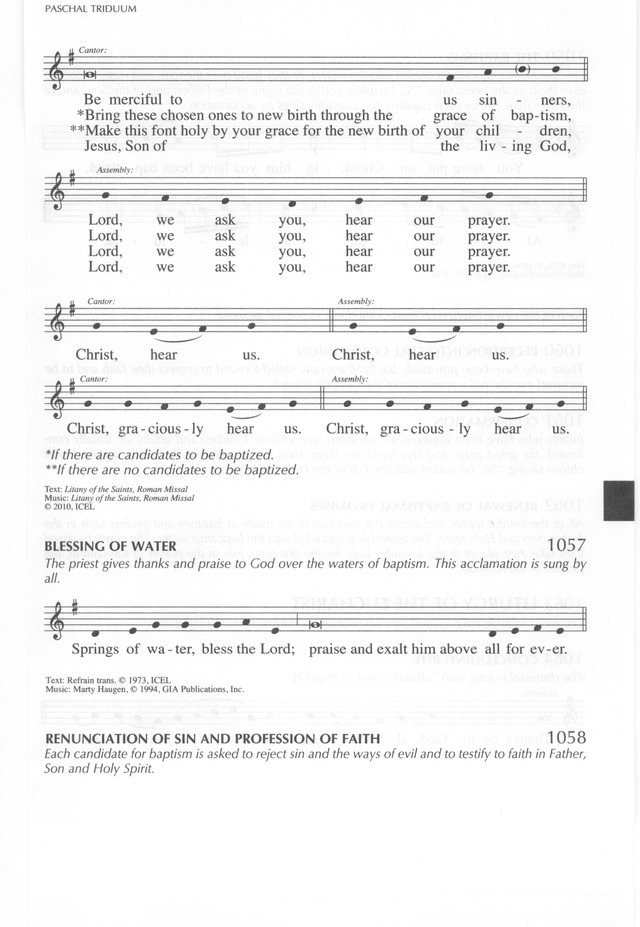 PASCHAL TRIDUUM
Cantor:
Be merciful to us sin - ners,
*Bring these chosen ones to new birth through the grace of bap-tism,
**Make this font holy by your grace for the new birth of your chil - dren,
Jesus, Son of the liv - ing God,
Assembly:
Lord, we ask you, hear our prayer.
Lord, we ask you, hear our prayer.
Lord, we ask you, hear our prayer.
Lord, we ask you, hear our prayer.
Cantor: Assembly:
Christ, hear us. Christ, hear us.
Cantor: Assembly:
Christ, gra - cious - ly hear us. Christ, gra - cious - ly hear us.
*If there are candidates to be baptized.
**If there are no candidates to be baptized.
Text: Litany of the Saints, Roman Missal
Music: Litany of the Saints, Roman Missal
© 2010, ICEL
BLESSING OF WATER 1057
The priest gives thanks and praise to God over the waters of baptism. This acclamation is sung by
all.
Springs of wa - ter, bless the Lord; praise and exalt him above all for ev - er.
Text: Refrain trans. © 1973, ICEL
Music: Marty Haugen, © 1994, GIA Publications, Inc.
RENUNCIATION OF SIN AND PROFESSION OF FAITH 1058
Each candidate for baptism is asked to reject sin and the ways of evil and to testify to faith in Father,
Son and Holy Spirit.